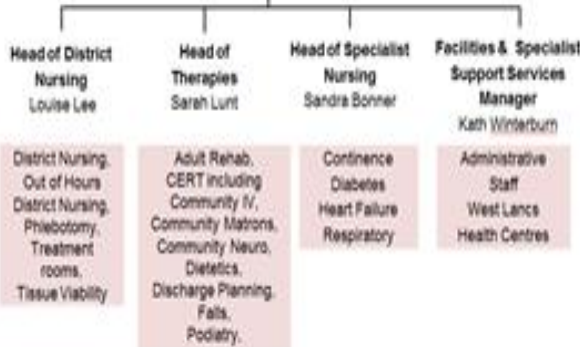 Head of District
Nursing
Louise Lee
District Nursing,
Out of Hours
District Nursing,
Phlebotomy,
Treatment
rooms,
Tissue Viability
Head of
Therapies
Sarah Lunt
Adult Rehab,
CERT including
Community IV,
Community Matrons,
Community Neuro,
Dietetics,
Discharge Planning,
Falls,
Podiatry,
Head of Specialist
Nursing
Sandra Bonner
Continence
Diabetes
Heart Failure
Respiratory
Facilities & Specialist
Support Services
Manager
Kath Winterburn
Administrative
Staff
West Lancs
Health Centres